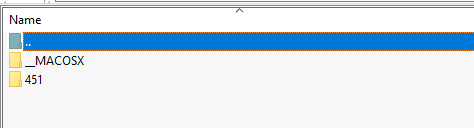 Name
..
__MACOSX
451